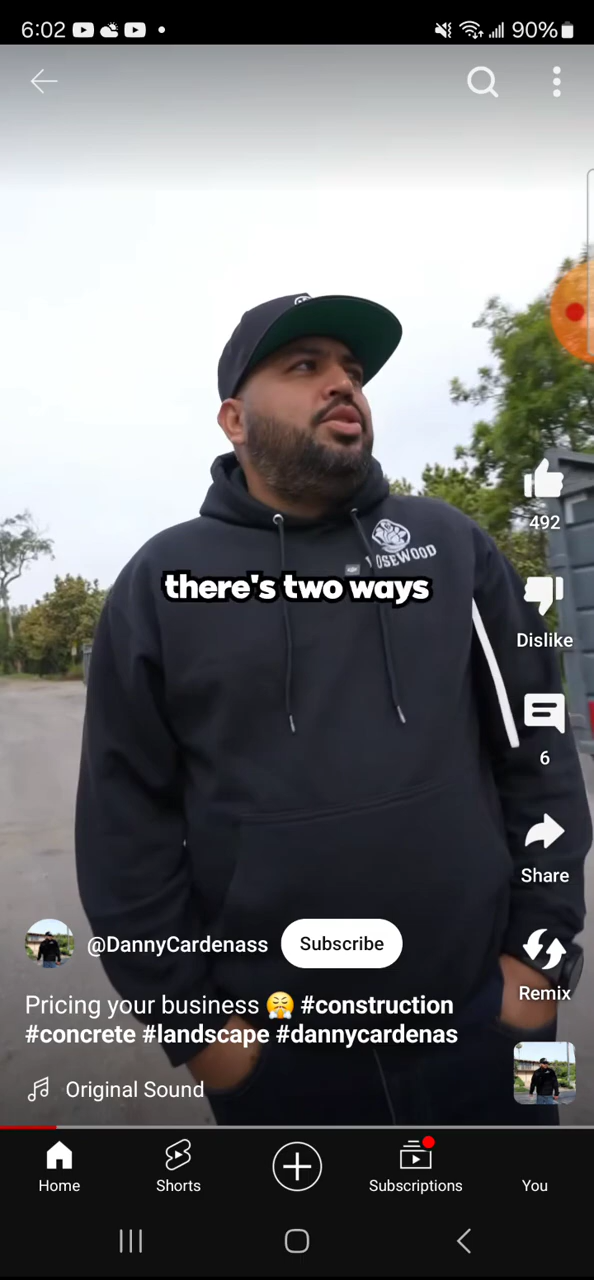 6:02
90%
ROSEWOOD
there's two ways
492
Dislike
6
Share
@DannyCardenass
Subscribe
Remix
Pricing your business 😤 #construction
#concrete #landscape #dannycardenas
Original Sound
Home
Shorts
Subscriptions
You